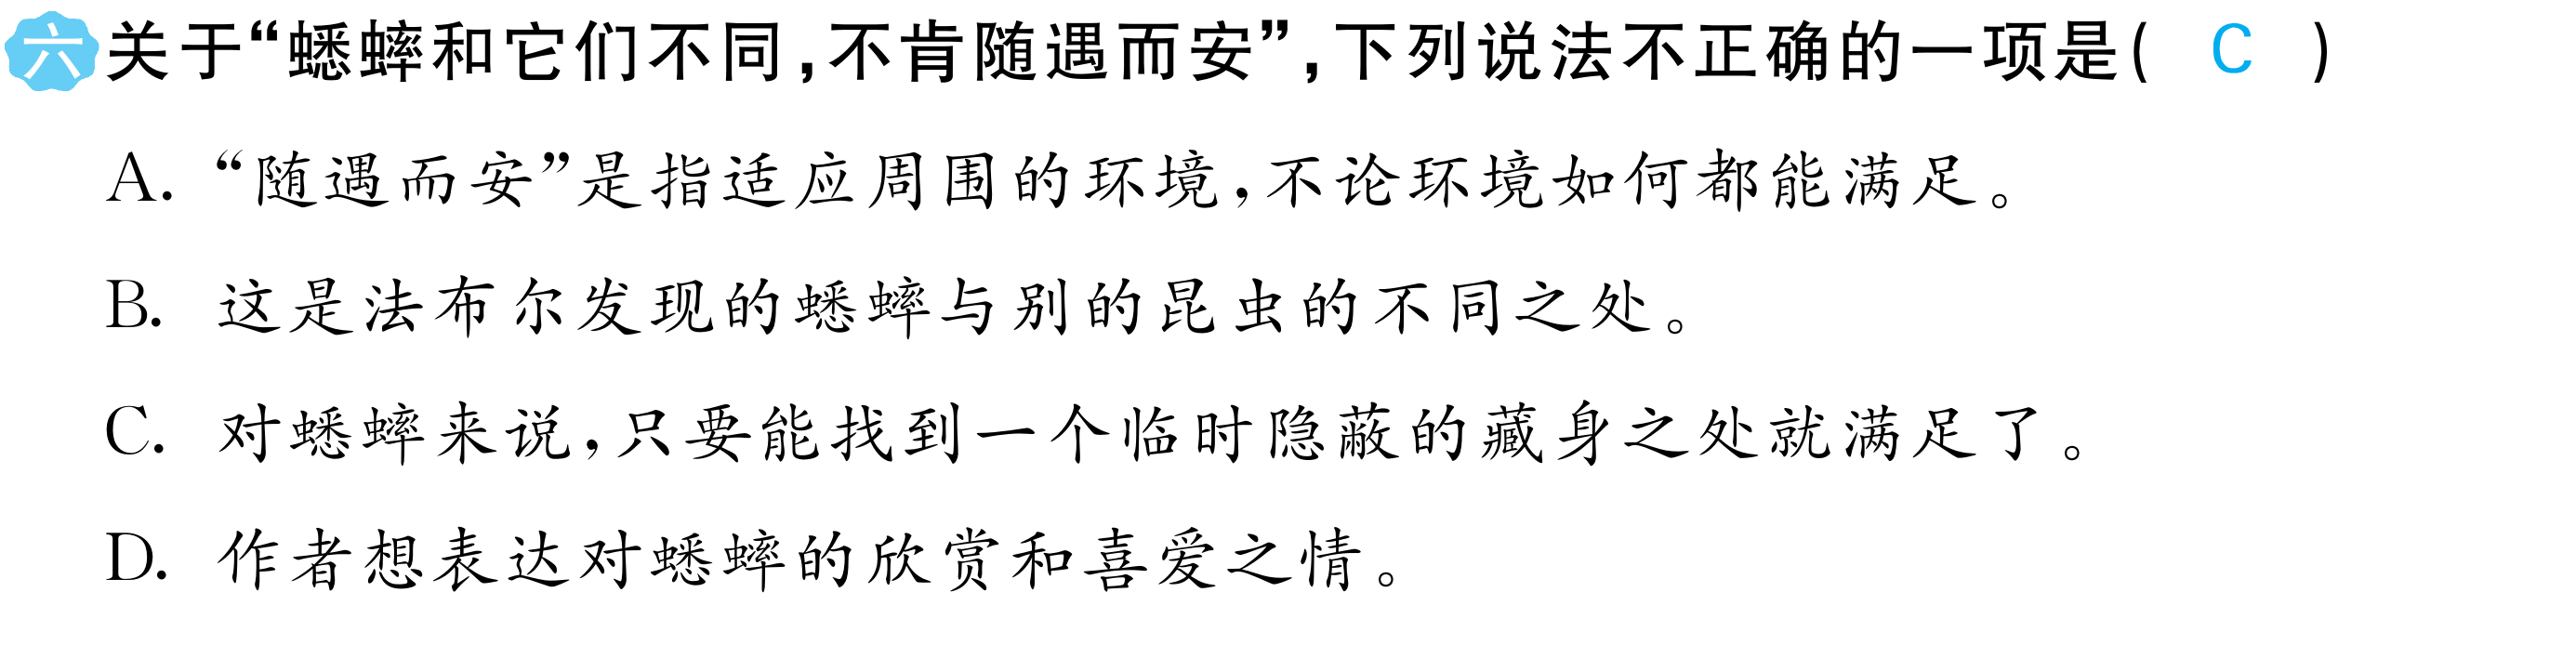 六 关于“蟋蟀和它们不同,不肯随遇而安”,下列说法不正确的一项是( C )
A. “随遇而安”是指适应周围的环境,不论环境如何都能满足。
B. 这是法布尔发现的蟋蟀与别的昆虫的不同之处。
C. 对蟋蟀来说,只要能找到一个临时隐蔽的藏身之处就满足了。
D. 作者想表达对蟋蟀的欣赏和喜爱之情。